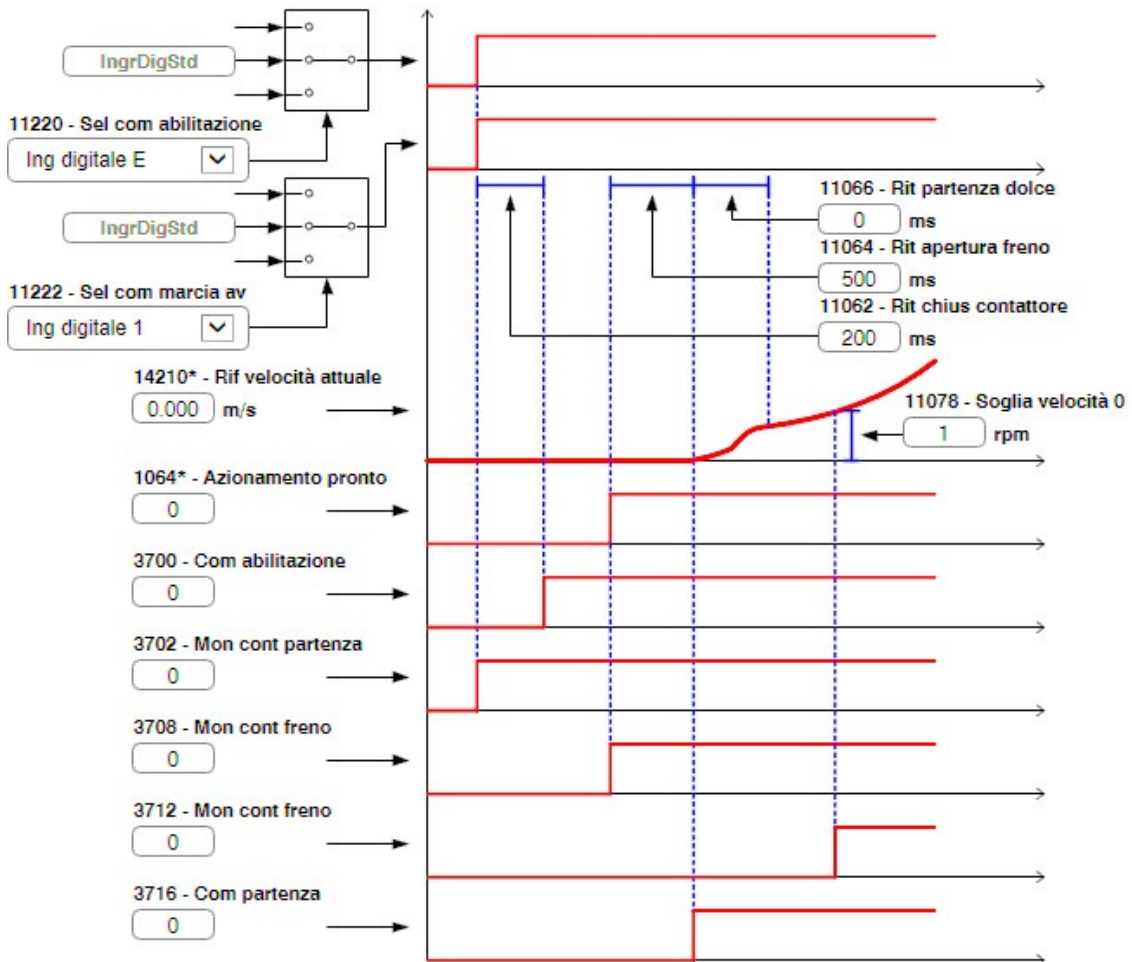 IngrDigStd
11220 - Sel com abilitazione
Ing digitale E
IngrDigStd
11222 - Sel com marcia av
Ing digitale 1
11066 - Rit partenza dolce
0 ms
11064 - Rit apertura freno
500 ms
11062 - Rit chius contattore
200 ms
14210* - Rif velocità attuale
0.000 m/s
11078 - Soglia velocità 0
1 rpm
1064* - Azionamento pronto
0
3700 - Com abilitazione
0
3702 - Mon cont partenza
0
3708 - Mon cont freno
0
3712 - Mon cont freno
0
3716 - Com partenza
0